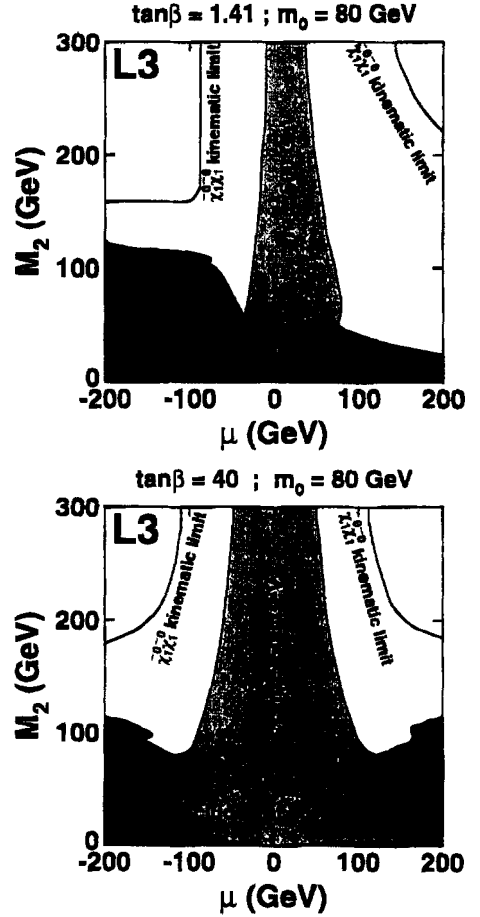 tanβ = 1.41 ; m₀ = 80 GeV
L3
χ̃₁⁰χ̃₁⁰ kinematic limit
χ̃₁⁰χ̃₁⁰ kinematic limit
M₂ (GeV)
300
200
100
0
-200 -100 0 100 200
μ (GeV)
tanβ = 40 ; m₀ = 80 GeV
L3
χ̃₁⁰χ̃₁⁰ kinematic limit
χ̃₁⁰χ̃₁⁰ kinematic limit
M₂ (GeV)
300
200
100
0
-200 -100 0 100 200
μ (GeV)